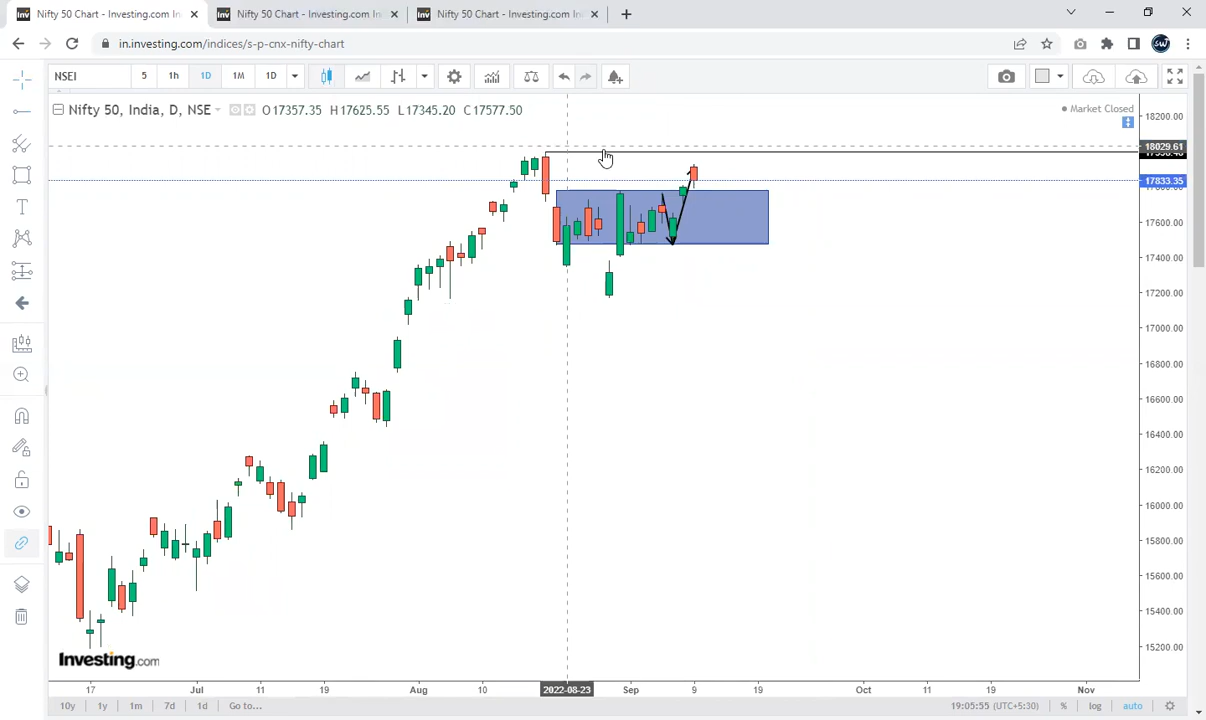 Nifty 50 Chart - Investing.com In
Nifty 50 Chart - Investing.com In
Nifty 50 Chart - Investing.com In
in.investing.com/indices/s-p-cnx-nifty-chart
NSEI 5 1h 1D 1M 1D
Nifty 50, India, D, NSE O17357.35 H17625.55 L17345.20 C17577.50
Market Closed
18200.00
18029.61
17833.35
17600.00
17400.00
17200.00
17000.00
16800.00
16600.00
16400.00
16200.00
16000.00
15800.00
15600.00
15400.00
15200.00
Investing.com
17 Jul 11 19 Aug 10 2022-08-23 Sep 9 19 Oct 11 19 Nov
10y 1y 1m 7d 1d Go to... 19:05:55 (UTC+5:30) % log auto